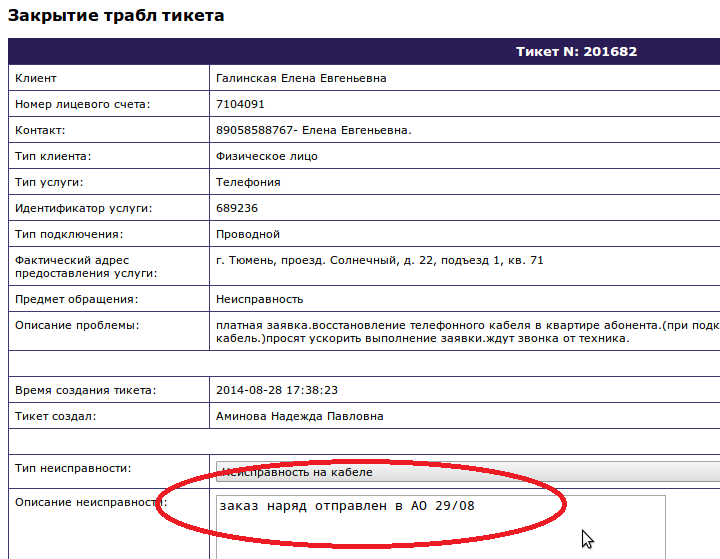 Закрытие трабл тикета
Тикет N: 201682
Клиент Галинская Елена Евгеньевна
Номер лицевого счета: 7104091
Контакт: 89058588767- Елена Евгеньевна.
Тип клиента: Физическое лицо
Тип услуги: Телефония
Идентификатор услуги: 689236
Тип подключения: Проводной
Фактический адрес
предоставления услуги: г. Тюмень, проезд. Солнечный, д. 22, подъезд 1, кв. 71
Предмет обращения: Неисправность
Описание проблемы: платная заявка.восстановление телефонного кабеля в квартире абонента.(при
кабель.)просят ускорить выполнение заявки.ждут звонка от техника.
Время создания тикета: 2014-08-28 17:38:23
Тикет создал: Аминова Надежда Павловна
Тип неисправности: Неисправность на кабеле
Описание неисправности: заказ наряд отправлен в АО 29/08